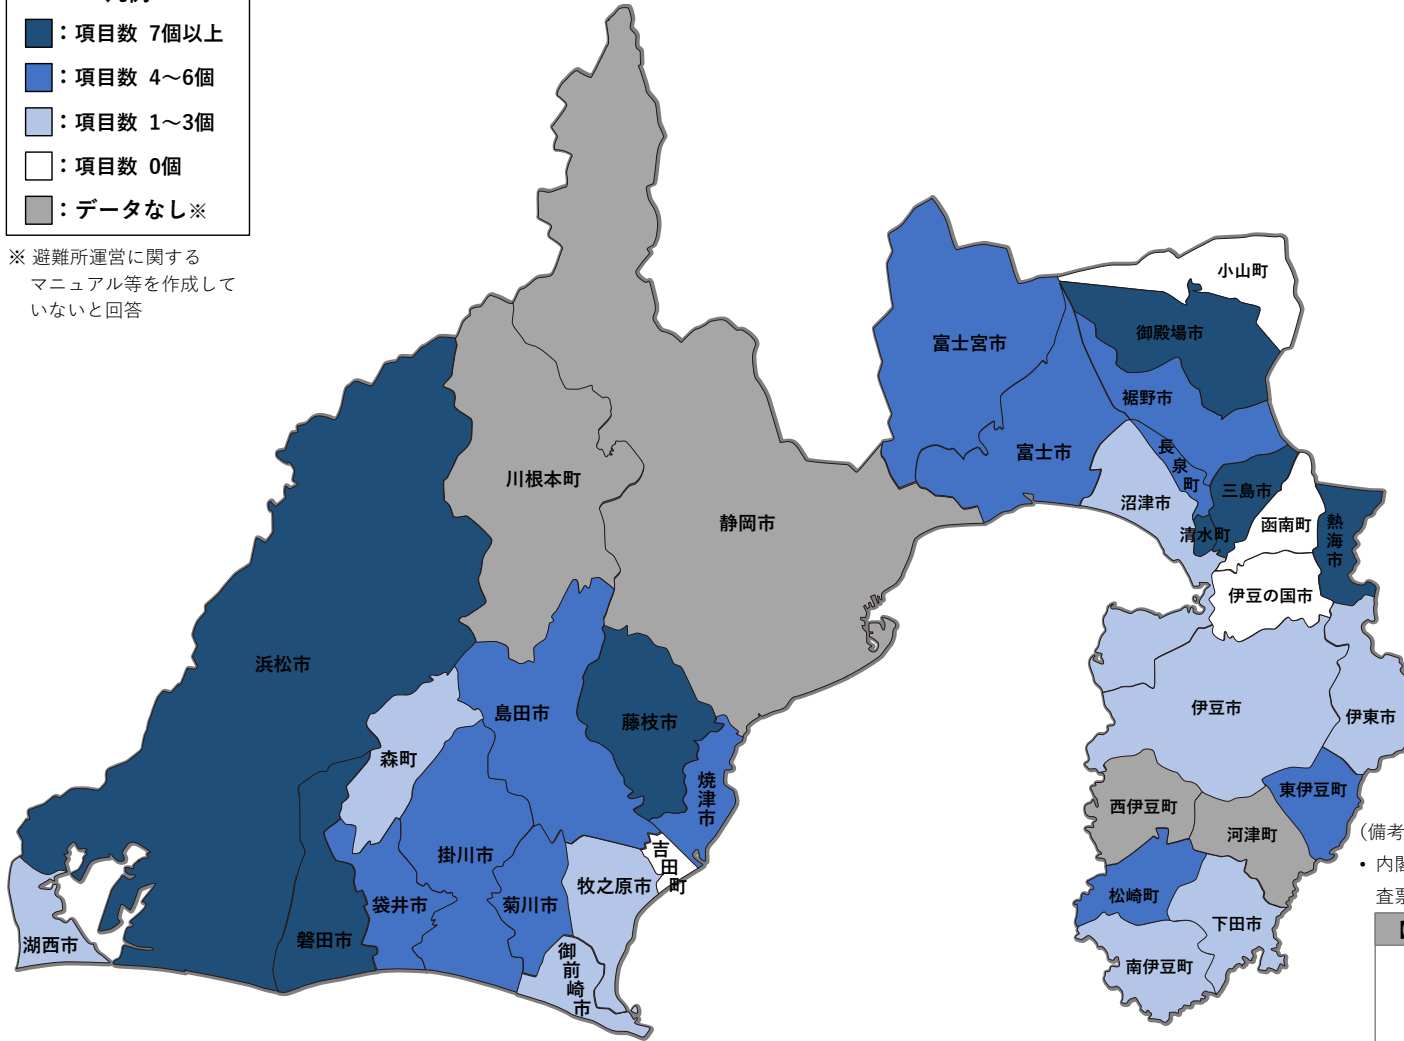 ：項目数 7個以上
：項目数 4～6個
：項目数 1～3個
：項目数 0個
：データなし※
※ 避難所運営に関する
マニュアル等を作成して
いないと回答
小山町
御殿場市
富士宮市
裾野市
富士市
長泉町
三島市
沼津市
清水町
函南町
熱海市
伊豆の国市
川根本町
静岡市
浜松市
島田市
藤枝市
森町
焼津市
伊豆市
伊東市
東伊豆町
西伊豆町
河津町
（備考
掛川市
吉田町
牧之原市
• 内閣
査票
松崎町
袋井市
菊川市
下田市
磐田市
湖西市
御前崎市
南伊豆町